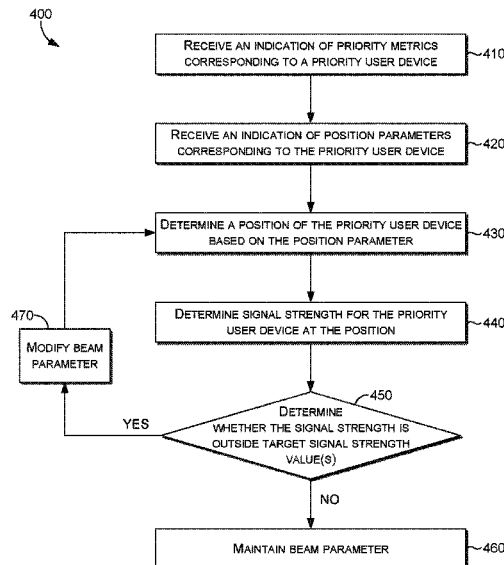 400
RECEIVE AN INDICATION OF PRIORITY METRICS
CORRESPONDING TO A PRIORITY USER DEVICE
410
RECEIVE AN INDICATION OF POSITION PARAMETERS
CORRESPONDING TO THE PRIORITY USER DEVICE
420
DETERMINE A POSITION OF THE PRIORITY USER DEVICE
BASED ON THE POSITION PARAMETER
430
DETERMINE SIGNAL STRENGTH FOR THE PRIORITY
USER DEVICE AT THE POSITION
440
470
MODIFY BEAM
PARAMETER
450
DETERMINE
WHETHER THE SIGNAL STRENGTH IS
OUTSIDE TARGET SIGNAL STRENGTH
VALUE(S)
YES
NO
MAINTAIN BEAM PARAMETER
460